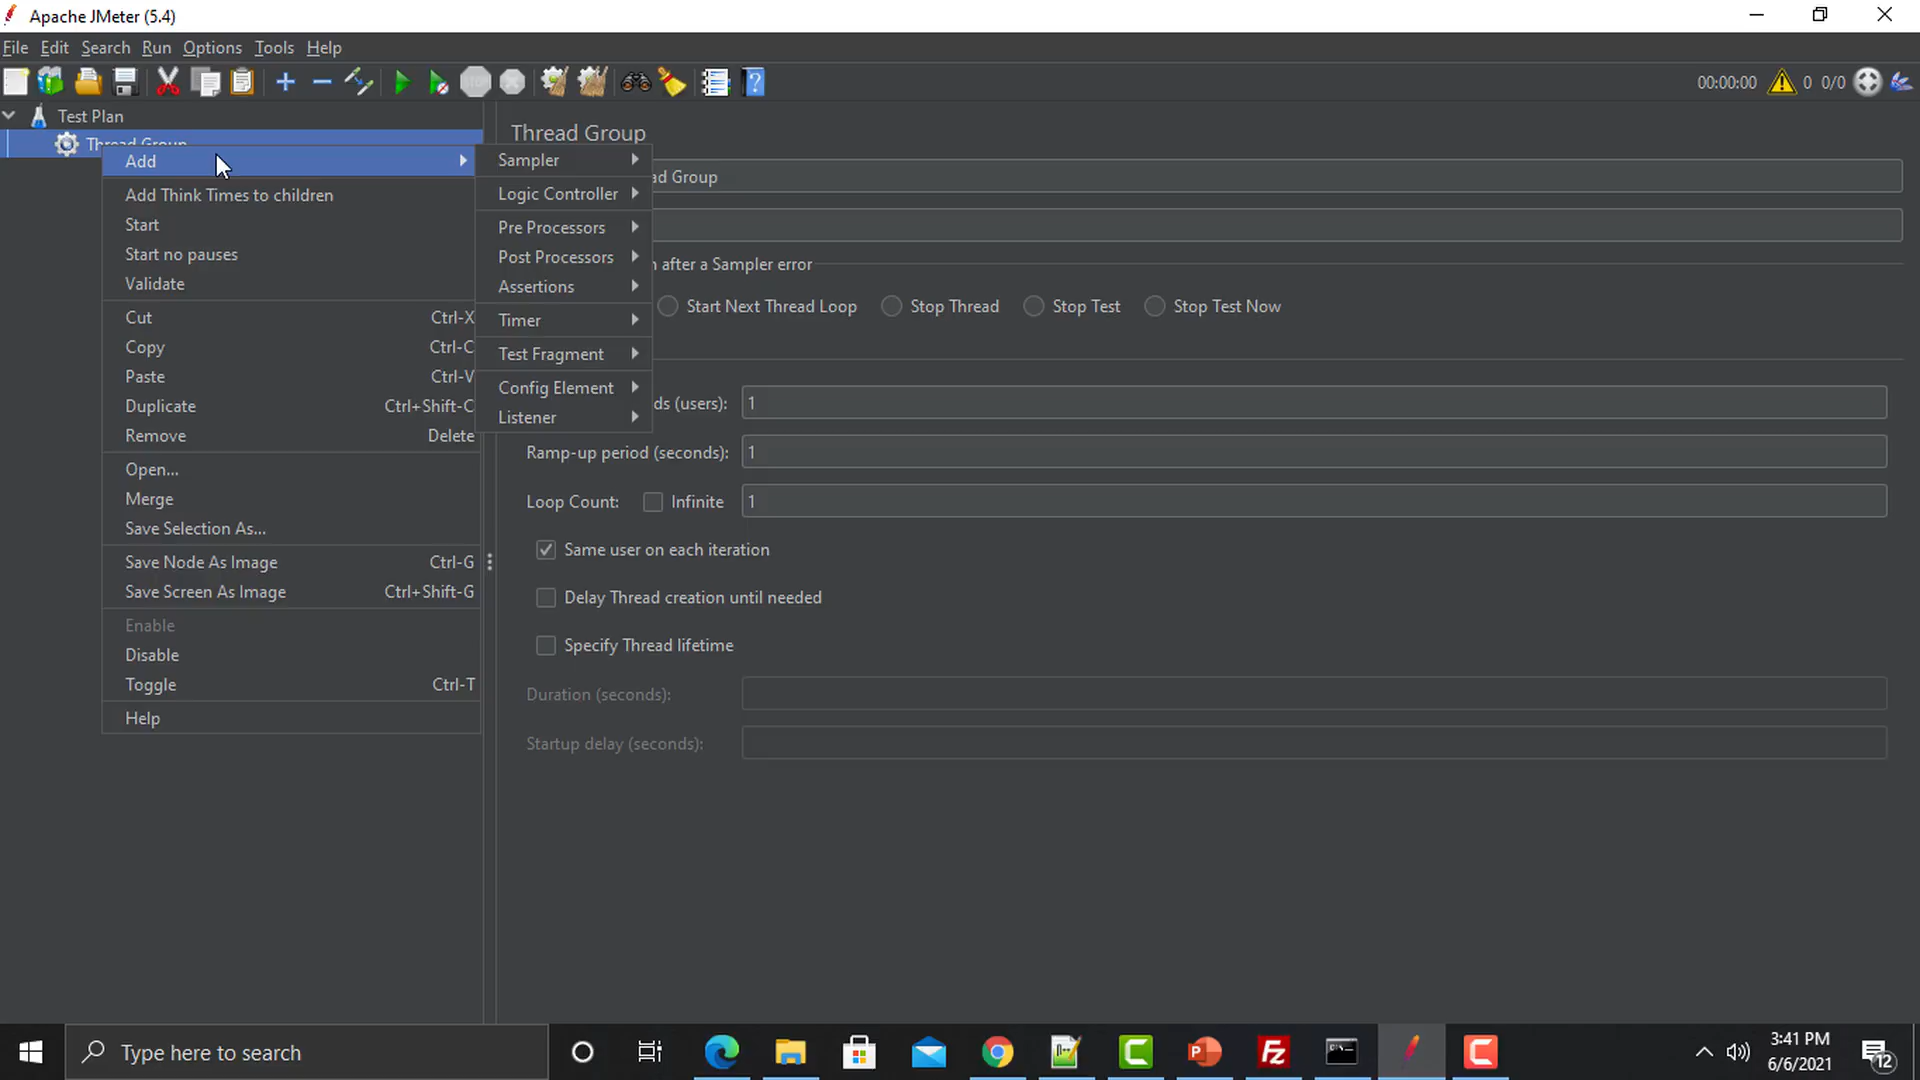 Apache JMeter (5.4)
File Edit Search Run Options Tools Help
00:00:00 0 0/0
Test Plan
Thread Group
Add
Add Think Times to children
Start
Start no pauses
Validate
Cut Ctrl-X
Copy Ctrl-C
Paste Ctrl-V
Duplicate Ctrl+Shift-C
Remove Delete
Open...
Merge
Save Selection As...
Save Node As Image Ctrl-G
Save Screen As Image Ctrl+Shift-G
Enable
Disable
Toggle Ctrl-T
Help
Sampler
Logic Controller
Pre Processors
Post Processors
Assertions
Timer
Test Fragment
Config Element
Listener
Thread Group
ad Group
n after a Sampler error
Start Next Thread Loop Stop Thread Stop Test Stop Test Now
ds (users): 1
Ramp-up period (seconds): 1
Loop Count: Infinite 1
Same user on each iteration
Delay Thread creation until needed
Specify Thread lifetime
Duration (seconds):
Startup delay (seconds):
Type here to search
3:41 PM
6/6/2021
12